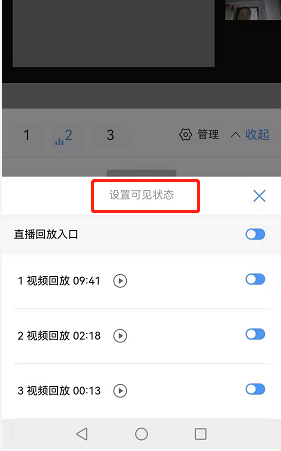 1 2 3 管理 收起
设置可见状态
直播回放入口
1 视频回放 09:41
2 视频回放 02:18
3 视频回放 00:13